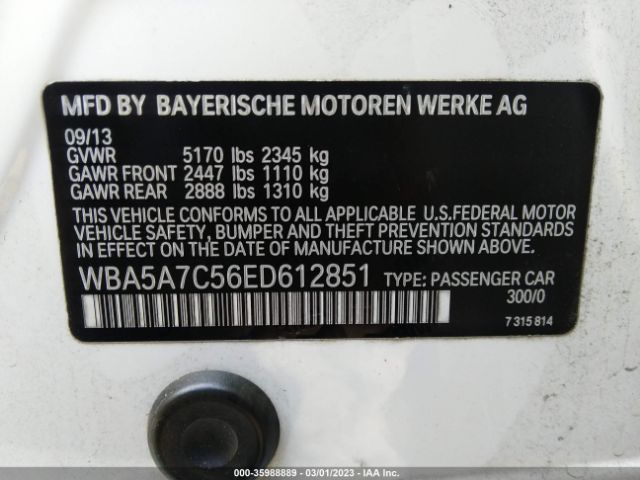 MFD BY BAYERISCHE MOTOREN WERKE AG
09/13
GVWR 5170 lbs 2345 kg
GAWR FRONT 2447 lbs 1110 kg
GAWR REAR 2888 lbs 1310 kg
THIS VEHICLE CONFORMS TO ALL APPLICABLE U.S.FEDERAL MOTOR
VEHICLE SAFETY, BUMPER AND THEFT PREVENTION STANDARDS
IN EFFECT ON THE DATE OF MANUFACTURE SHOWN ABOVE.
WBA5A7C56ED612851 TYPE: PASSENGER CAR
300/0
7 315 814
000-35988889 · 03/01/2023 · IAA Inc.